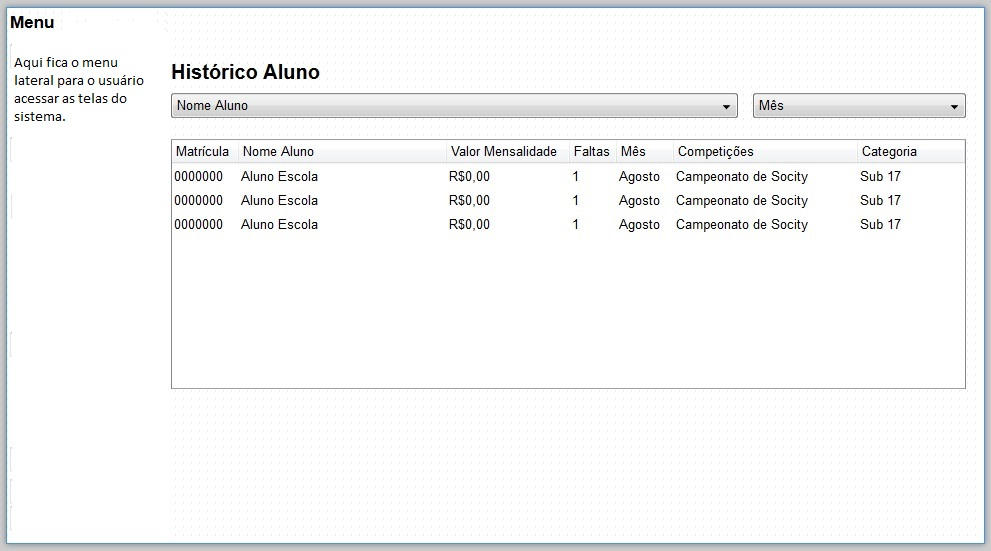 Menu
Aqui fica o menu
lateral para o usuário
acessar as telas do
sistema.
Histórico Aluno
Nome Aluno Mês
Matrícula Nome Aluno Valor Mensalidade Faltas Mês Competições Categoria
0000000 Aluno Escola R$0,00 1 Agosto Campeonato de Socity Sub 17
0000000 Aluno Escola R$0,00 1 Agosto Campeonato de Socity Sub 17
0000000 Aluno Escola R$0,00 1 Agosto Campeonato de Socity Sub 17